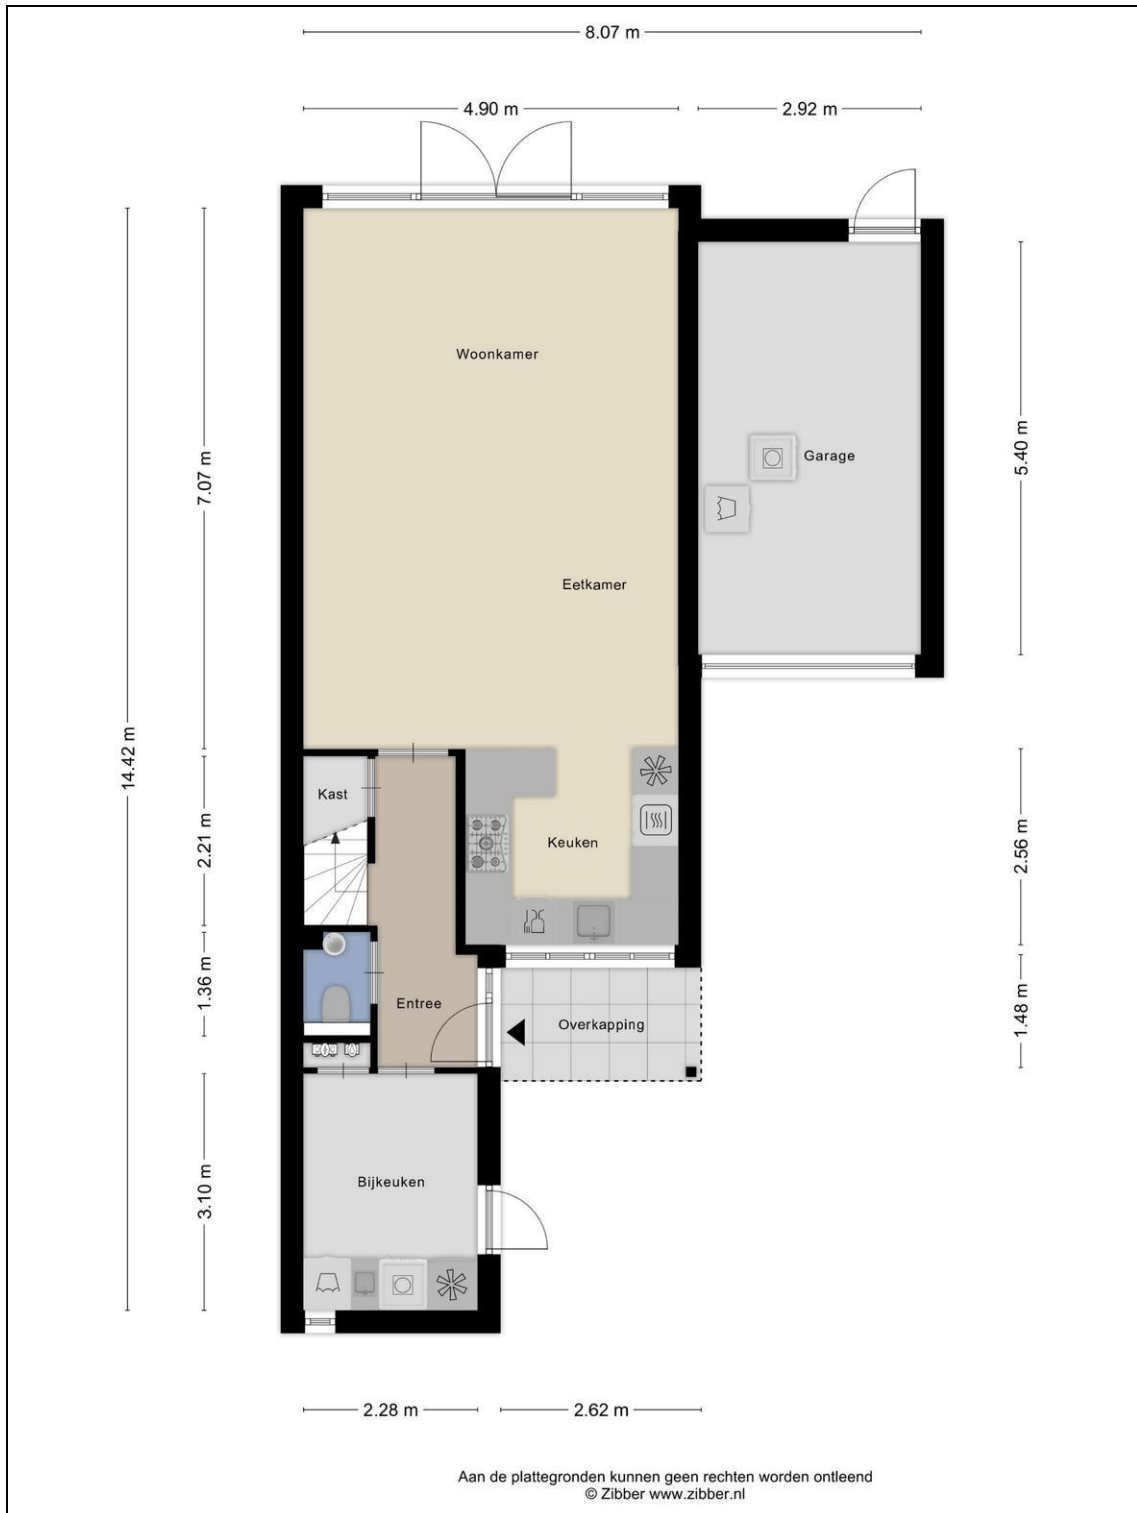 8.07 m
4.90 m
2.92 m
Woonkamer
Garage
7.07 m
5.40 m
Eetkamer
14.42 m
Kast
Keuken
2.21 m
2.56 m
1.36 m
Entree
Overkapping
1.48 m
Bijkeuken
3.10 m
2.28 m
2.62 m
Aan de plattegronden kunnen geen rechten worden ontleend
© Zibber www.zibber.nl